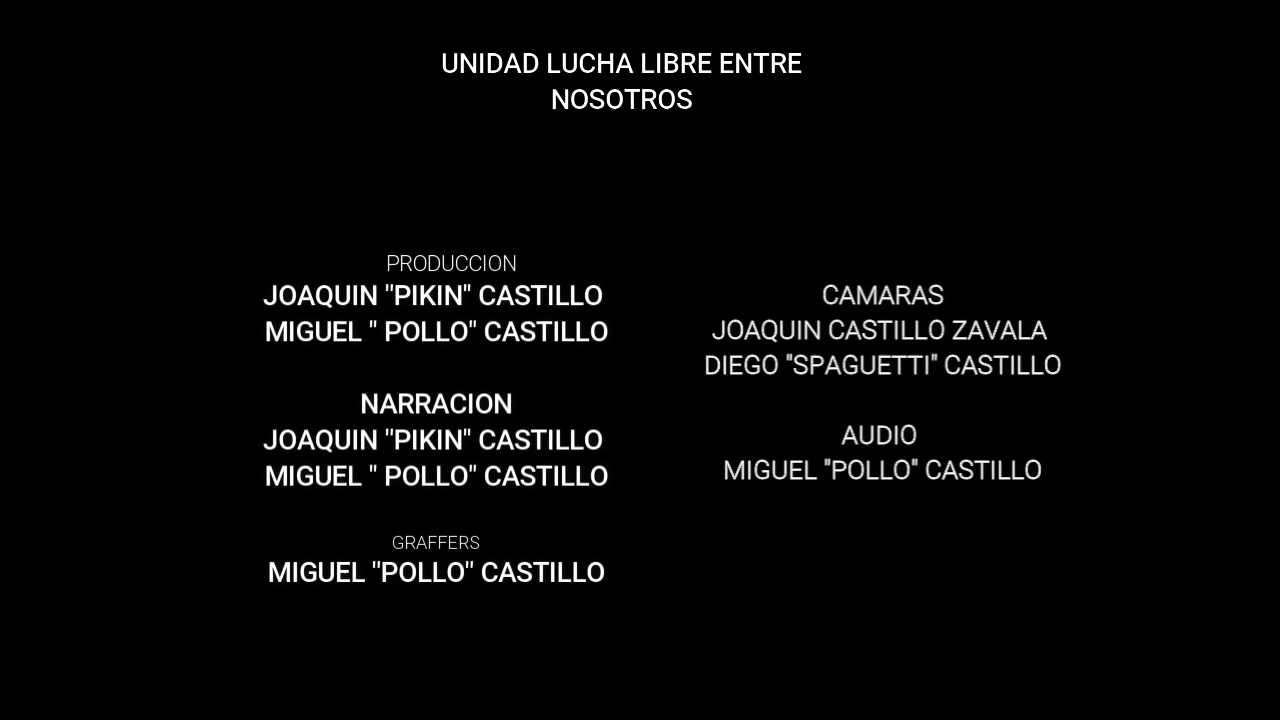 UNIDAD LUCHA LIBRE ENTRE
NOSOTROS
PRODUCCION
JOAQUIN "PIKIN" CASTILLO
MIGUEL " POLLO" CASTILLO
NARRACION
JOAQUIN "PIKIN" CASTILLO
MIGUEL " POLLO" CASTILLO
GRAFFERS
MIGUEL "POLLO" CASTILLO
CAMARAS
JOAQUIN CASTILLO ZAVALA
DIEGO "SPAGUETTI" CASTILLO
AUDIO
MIGUEL "POLLO" CASTILLO